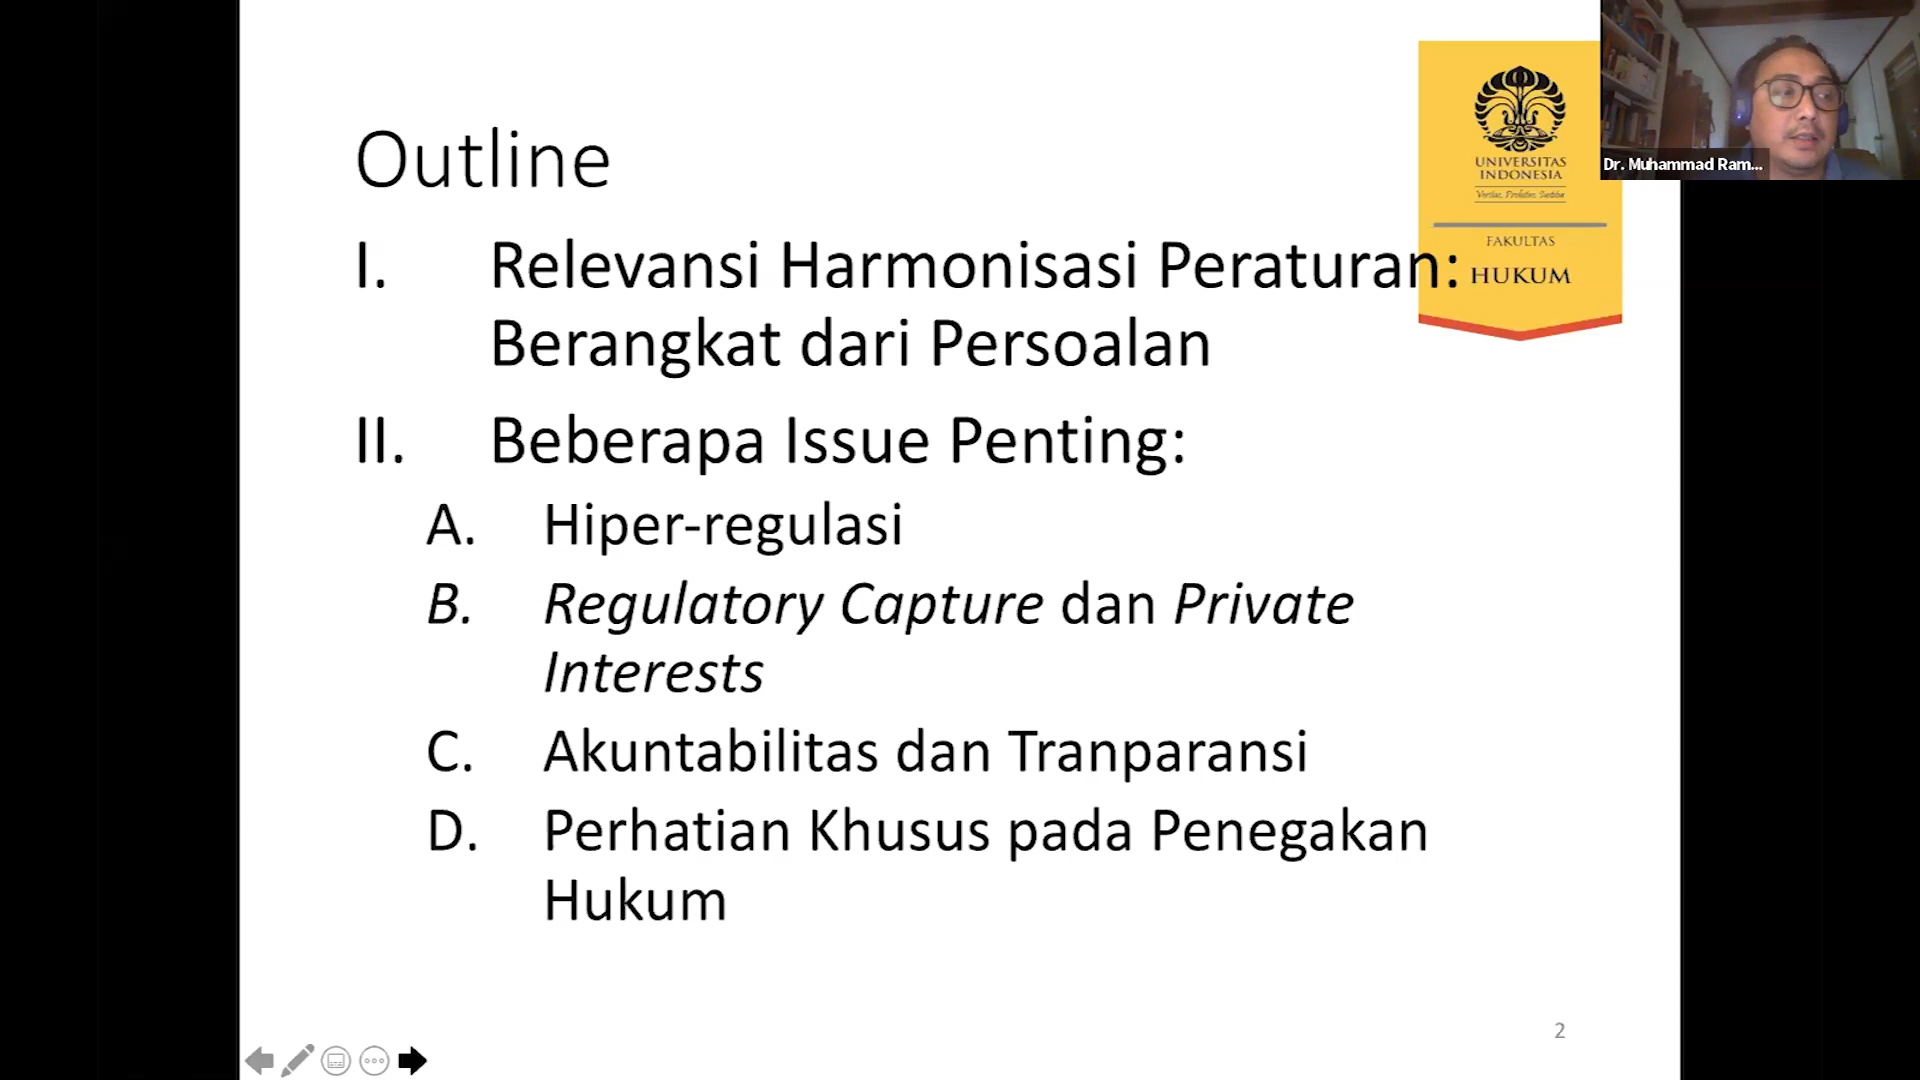 Outline
I. Relevansi Harmonisasi Peraturan:
Berangkat dari Persoalan
II. Beberapa Issue Penting:
A. Hiper-regulasi
B. Regulatory Capture dan Private
Interests
C. Akuntabilitas dan Tranparansi
D. Perhatian Khusus pada Penegakan
Hukum
UNIVERSITAS
INDONESIA
Veritas, Probitas, Iustitia
FAKULTAS
HUKUM
Dr. Muhammad Ram...
2